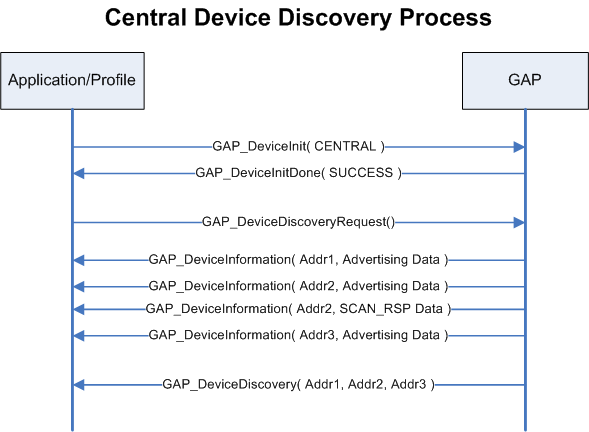 Central Device Discovery Process
Application/Profile
GAP
GAP_DeviceInit( CENTRAL )
GAP_DeviceInitDone( SUCCESS )
GAP_DeviceDiscoveryRequest()
GAP_DeviceInformation( Addr1, Advertising Data )
GAP_DeviceInformation( Addr2, Advertising Data )
GAP_DeviceInformation( Addr2, SCAN_RSP Data )
GAP_DeviceInformation( Addr3, Advertising Data )
GAP_DeviceDiscovery( Addr1, Addr2, Addr3 )